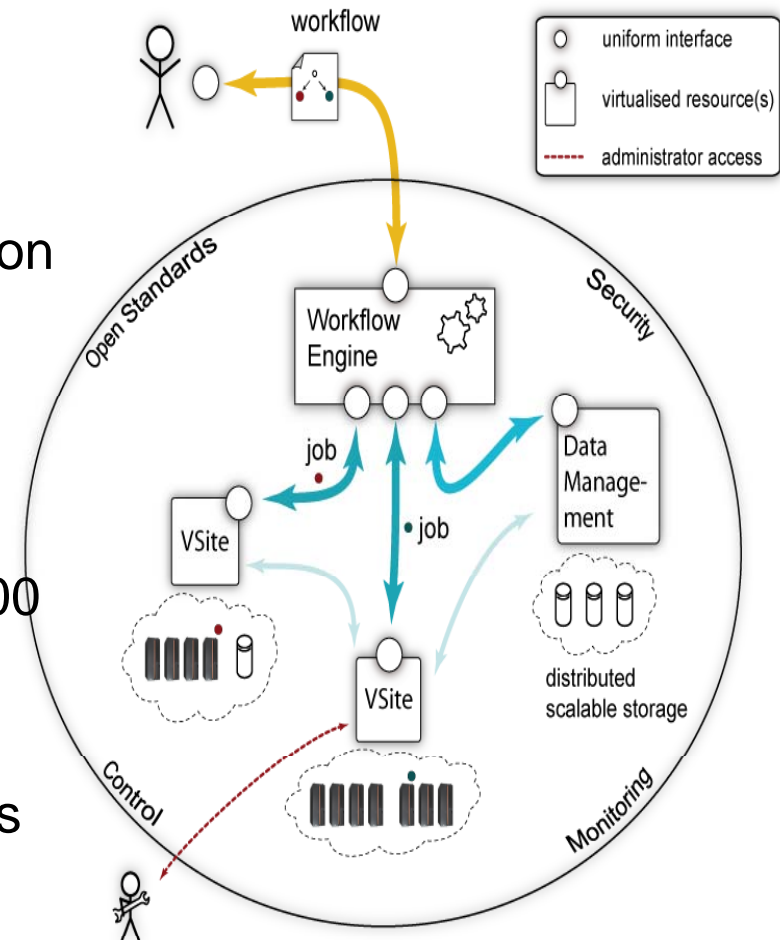 workflow
uniform interface
virtualised resource(s)
administrator access
on
Open Standards
Security
Workflow
Engine
job
Data
Manage-
ment
VSite
job
00
distributed
scalable storage
VSite
Control
Monitoring
s